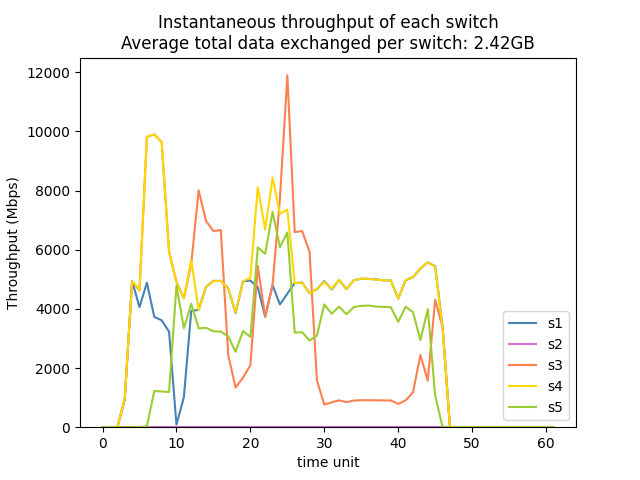 Instantaneous throughput of each switch
Average total data exchanged per switch: 2.42GB
Throughput (Mbps)
12000
10000
8000
6000
4000
2000
0
0 10 20 30 40 50 60
time unit
s1
s2
s3
s4
s5